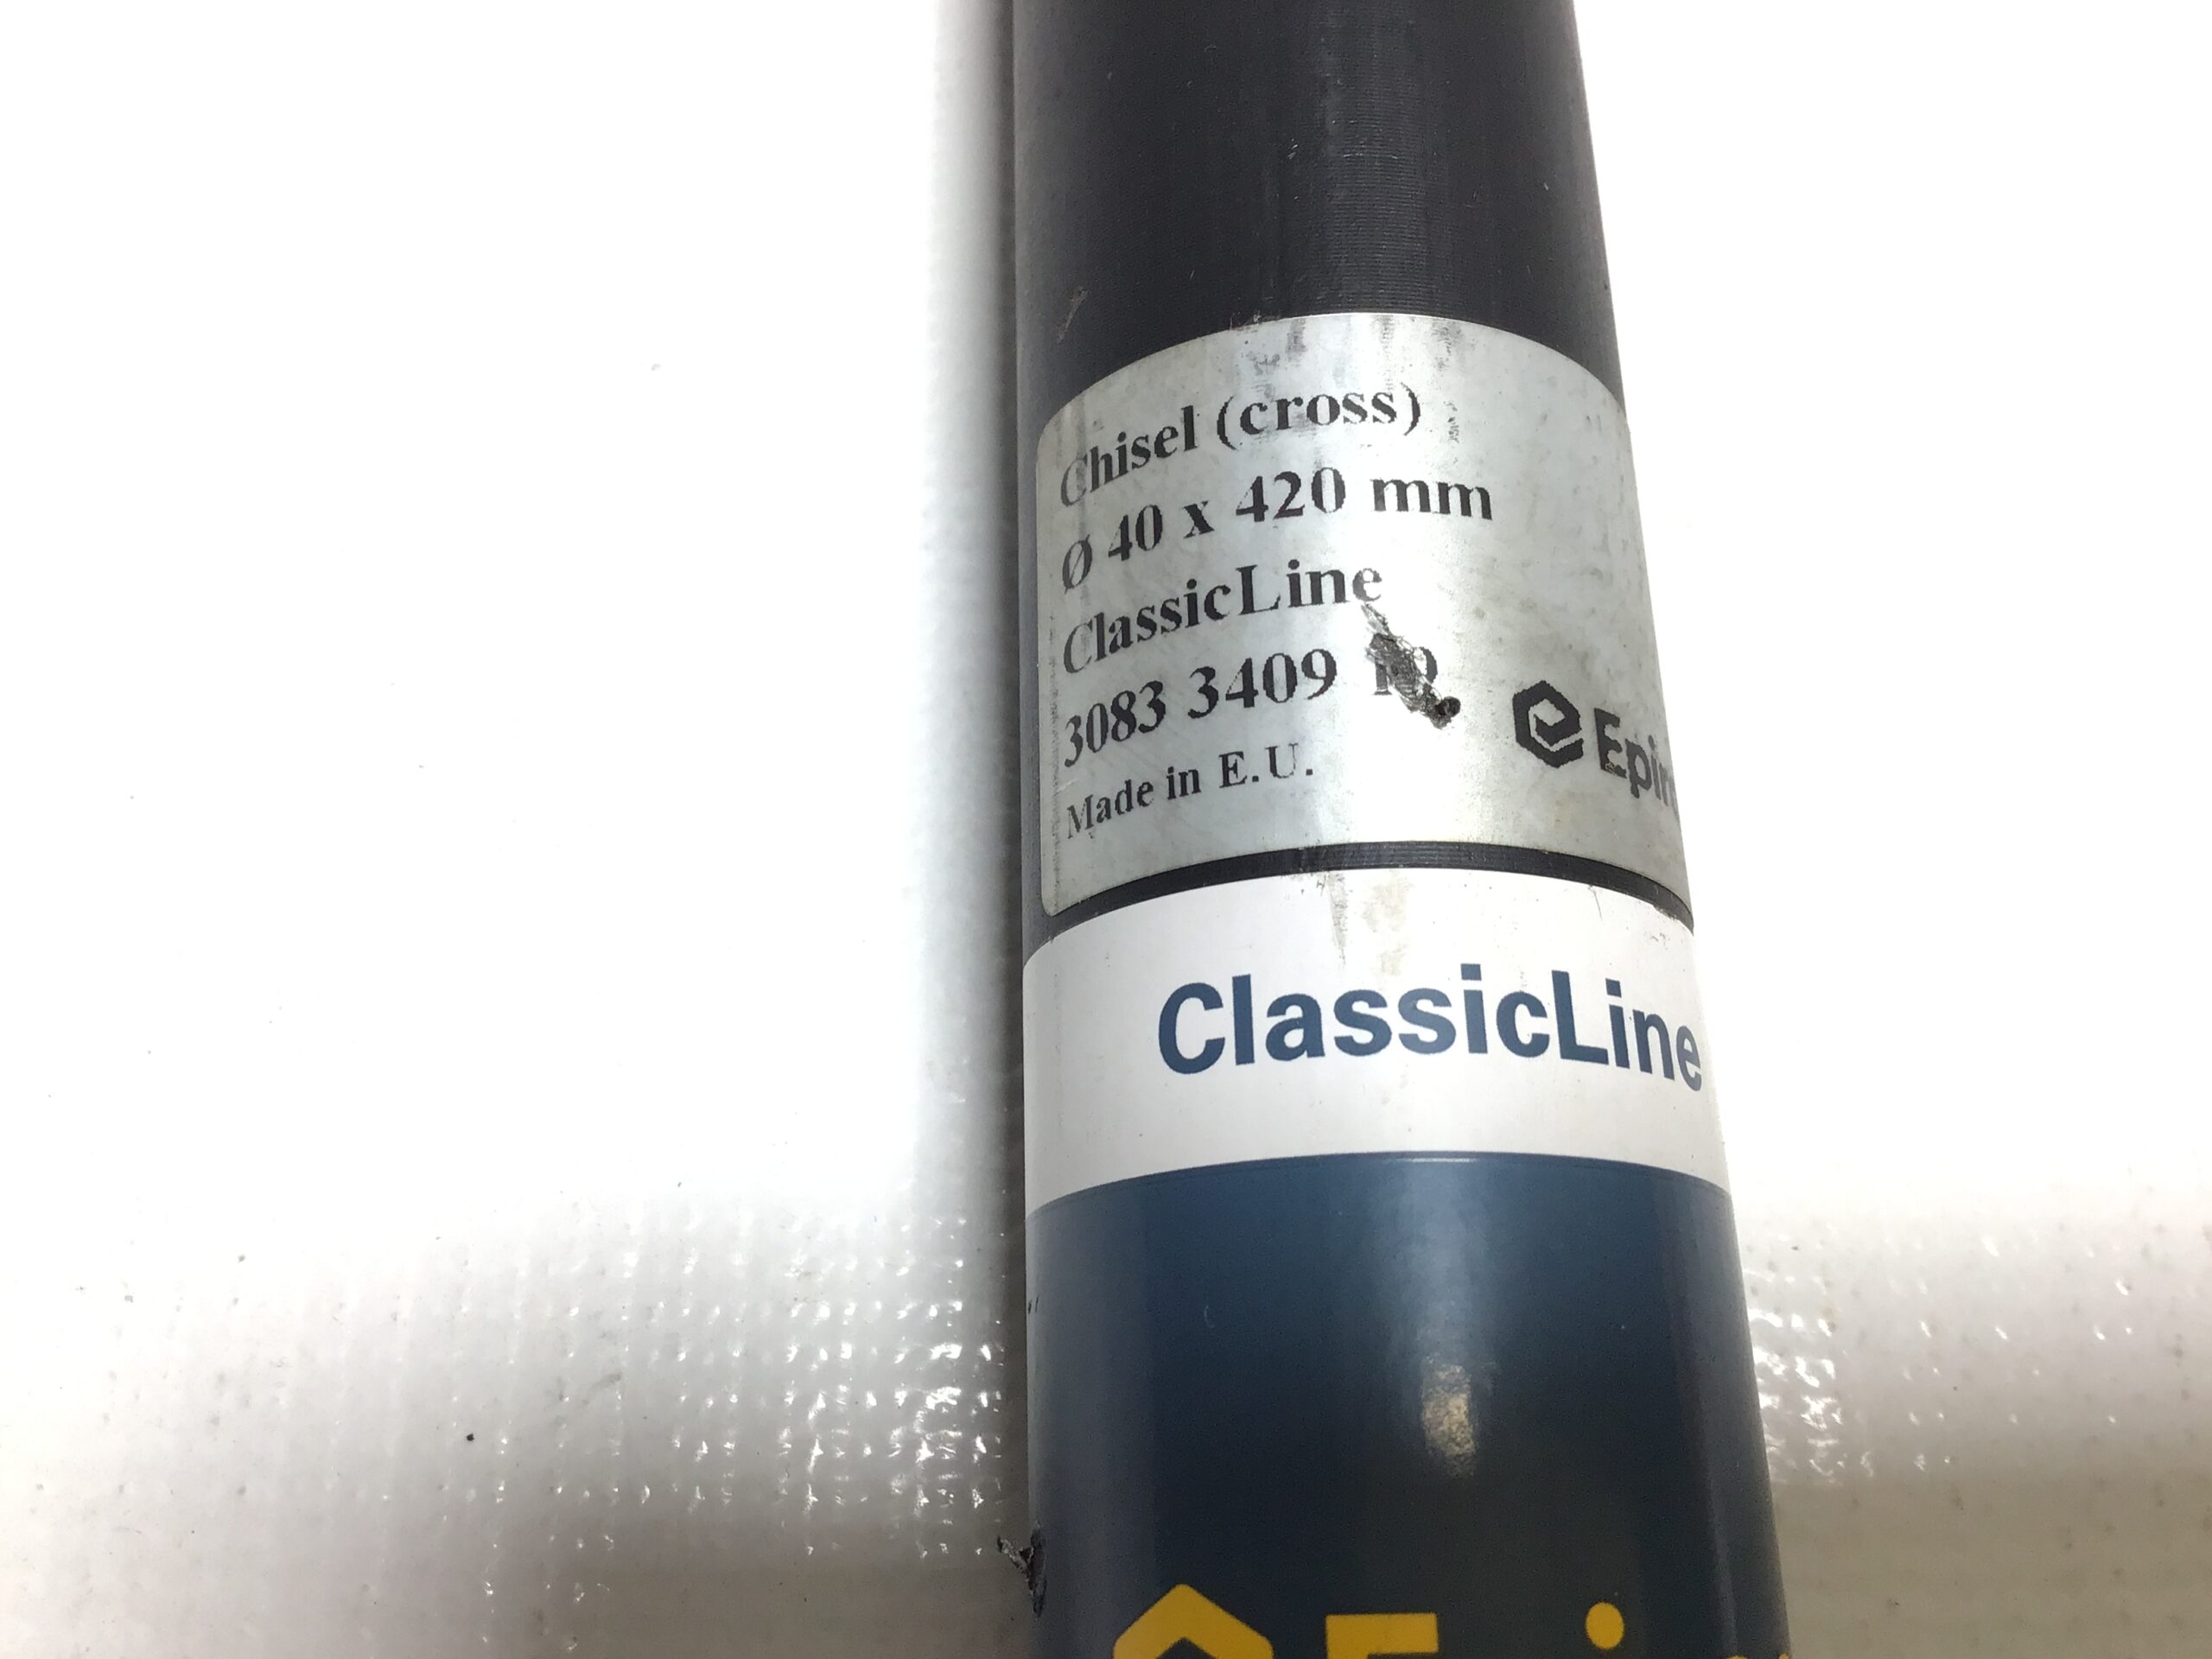 Chisel (cross)
Ø 40 x 420 mm
ClassicLine
3083 3409
Made in E.U.
ClassicLine